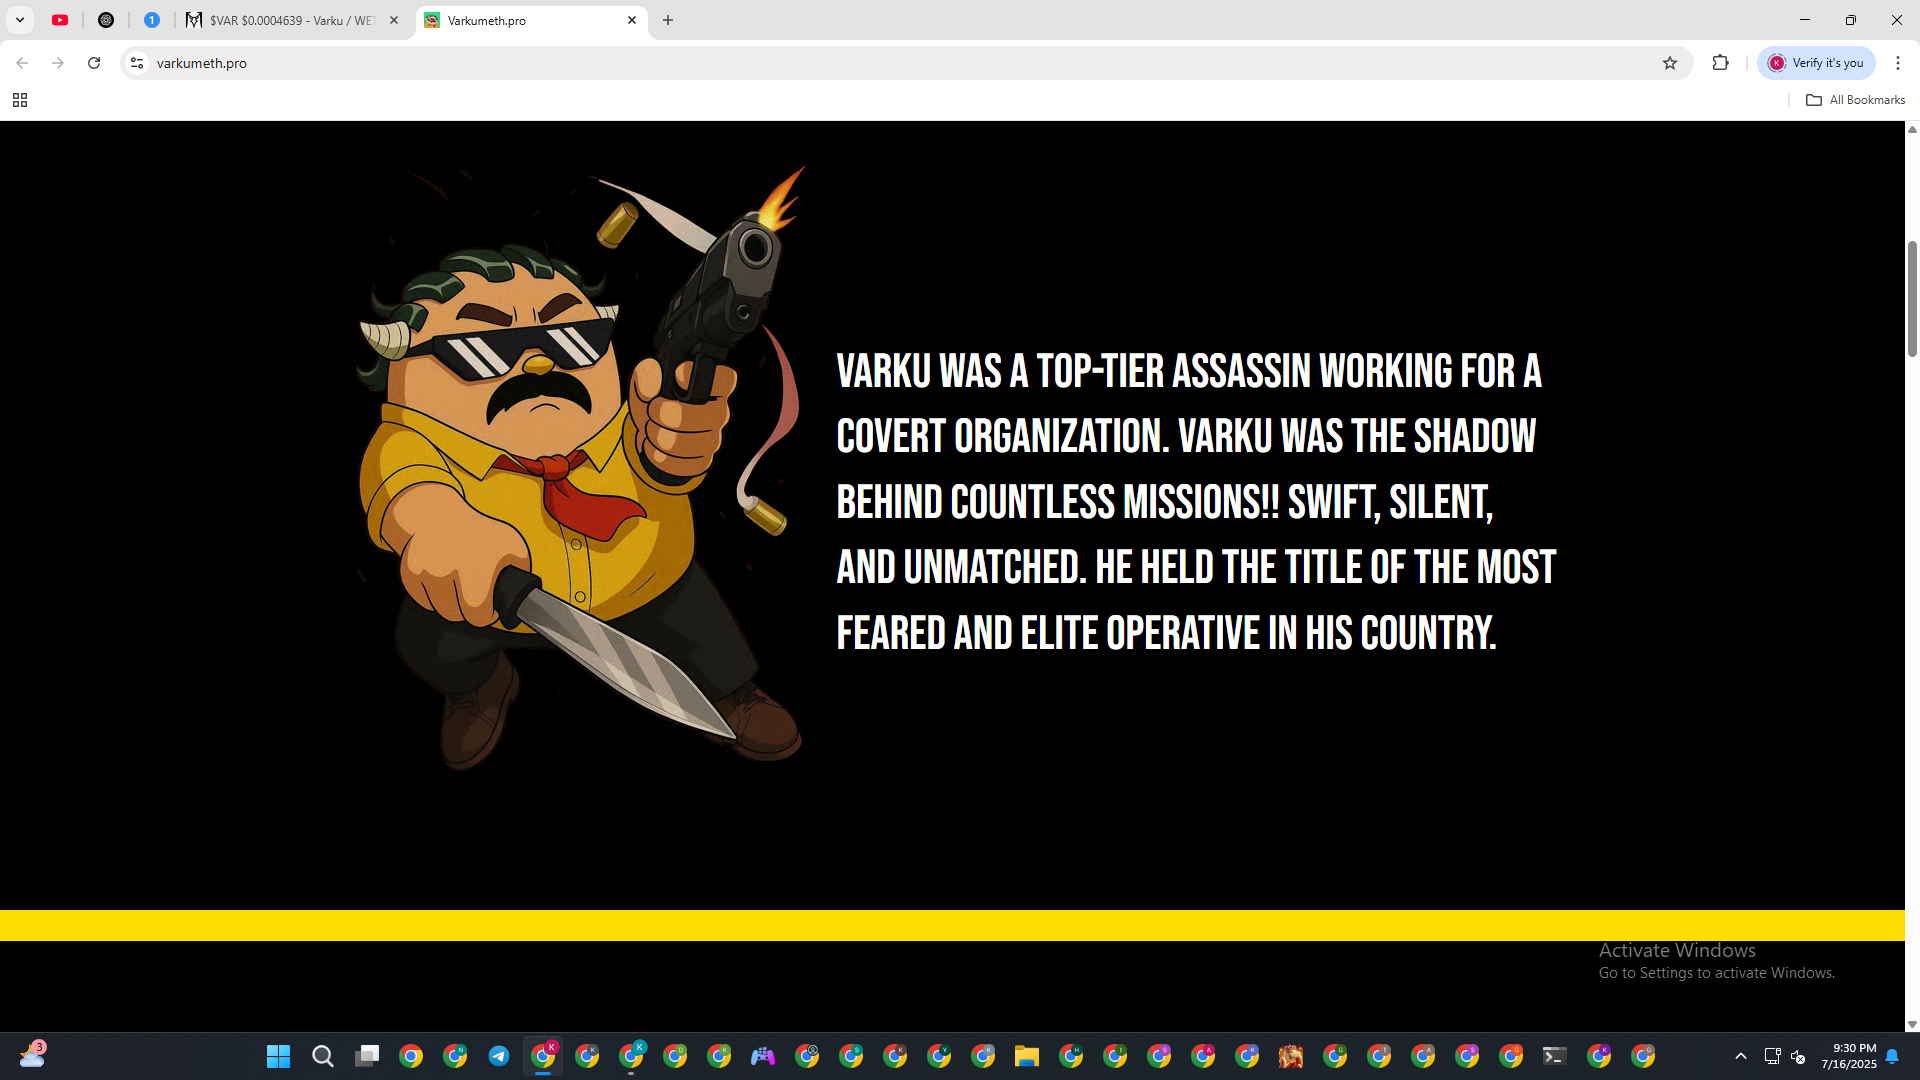 $VAR $0.0004639 - Varku / WE
Varkumeth.pro
varkumeth.pro
Verify it's you
All Bookmarks
VARKU WAS A TOP-TIER ASSASSIN WORKING FOR A
COVERT ORGANIZATION. VARKU WAS THE SHADOW
BEHIND COUNTLESS MISSIONS!! SWIFT, SILENT,
AND UNMATCHED. HE HELD THE TITLE OF THE MOST
FEARED AND ELITE OPERATIVE IN HIS COUNTRY.
Activate Windows
Go to Settings to activate Windows.
3
9:30 PM
7/16/2025